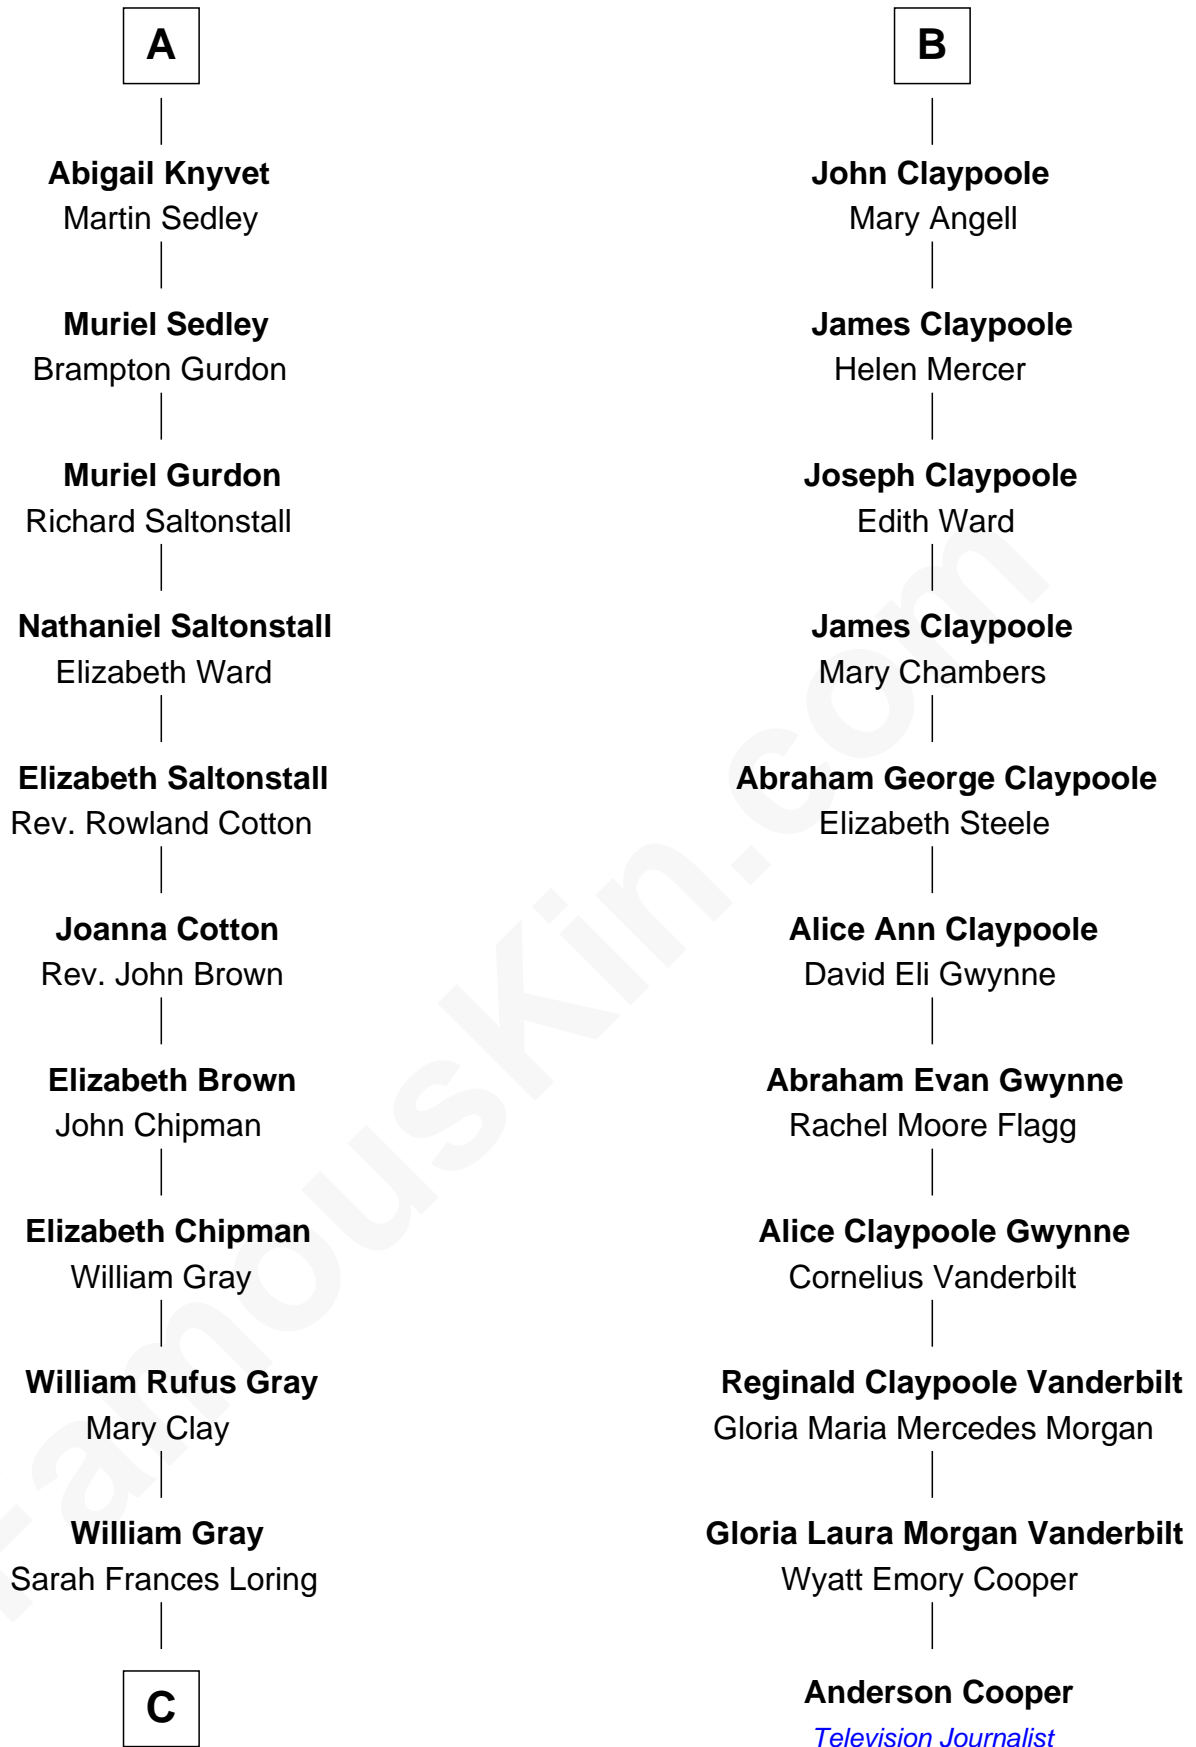 A
Abigail Knyvet
Martin Sedley
Muriel Sedley
Brampton Gurdon
Muriel Gurdon
Richard Saltonstall
Nathaniel Saltonstall
Elizabeth Ward
Elizabeth Saltonstall
Rev. Rowland Cotton
Joanna Cotton
Rev. John Brown
Elizabeth Brown
John Chipman
Elizabeth Chipman
William Gray
William Rufus Gray
Mary Clay
William Gray
Sarah Frances Loring
C
B
John Claypoole
Mary Angell
James Claypoole
Helen Mercer
Joseph Claypoole
Edith Ward
James Claypoole
Mary Chambers
Abraham George Claypoole
Elizabeth Steele
Alice Ann Claypoole
David Eli Gwynne
Abraham Evan Gwynne
Rachel Moore Flagg
Alice Claypoole Gwynne
Cornelius Vanderbilt
Reginald Claypoole Vanderbilt
Gloria Maria Mercedes Morgan
Gloria Laura Morgan Vanderbilt
Wyatt Emory Cooper
Anderson Cooper
Television Journalist
FamousKin.com